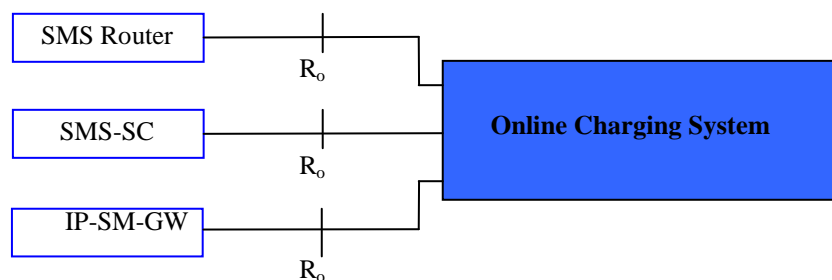 SMS Router
Rₒ
SMS-SC
Online Charging System
Rₒ
IP-SM-GW
Rₒ